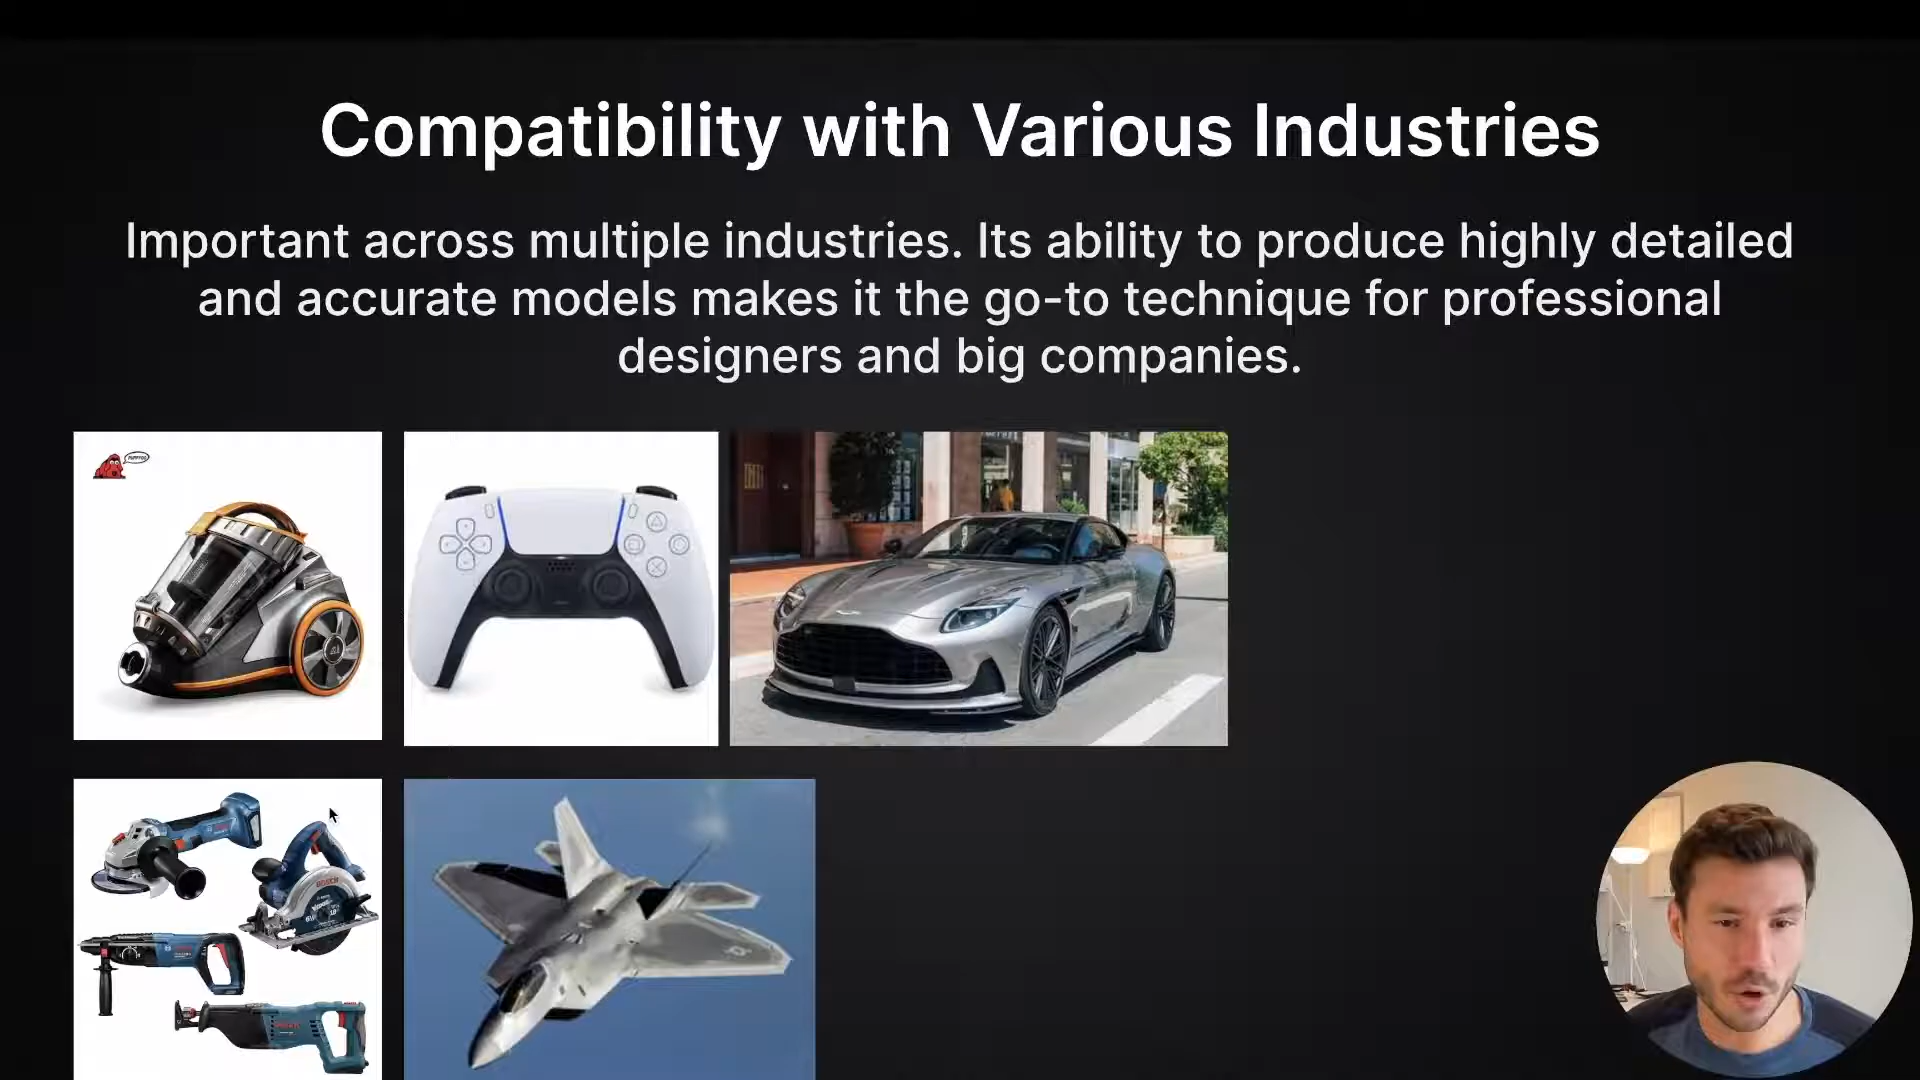 Compatibility with Various Industries
Important across multiple industries. Its ability to produce highly detailed
and accurate models makes it the go-to technique for professional
designers and big companies.